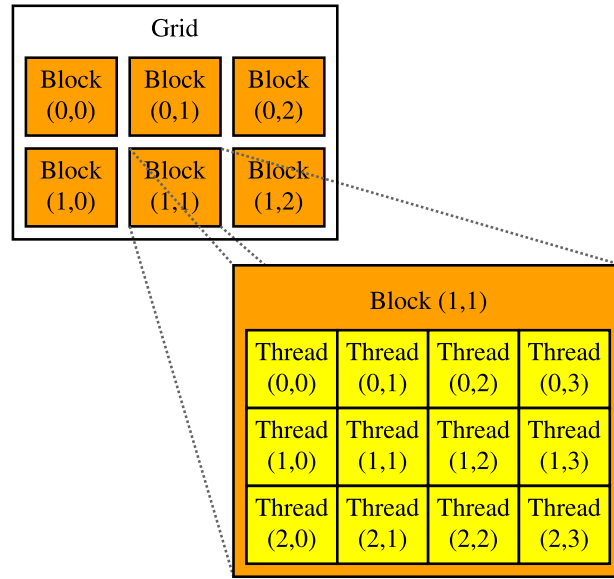 Grid
Block Block Block
(0,0) (0,1) (0,2)
Block Block Block
(1,0) (1,1) (1,2)
Block (1,1)
Thread Thread Thread Thread
(0,0) (0,1) (0,2) (0,3)
Thread Thread Thread Thread
(1,0) (1,1) (1,2) (1,3)
Thread Thread Thread Thread
(2,0) (2,1) (2,2) (2,3)